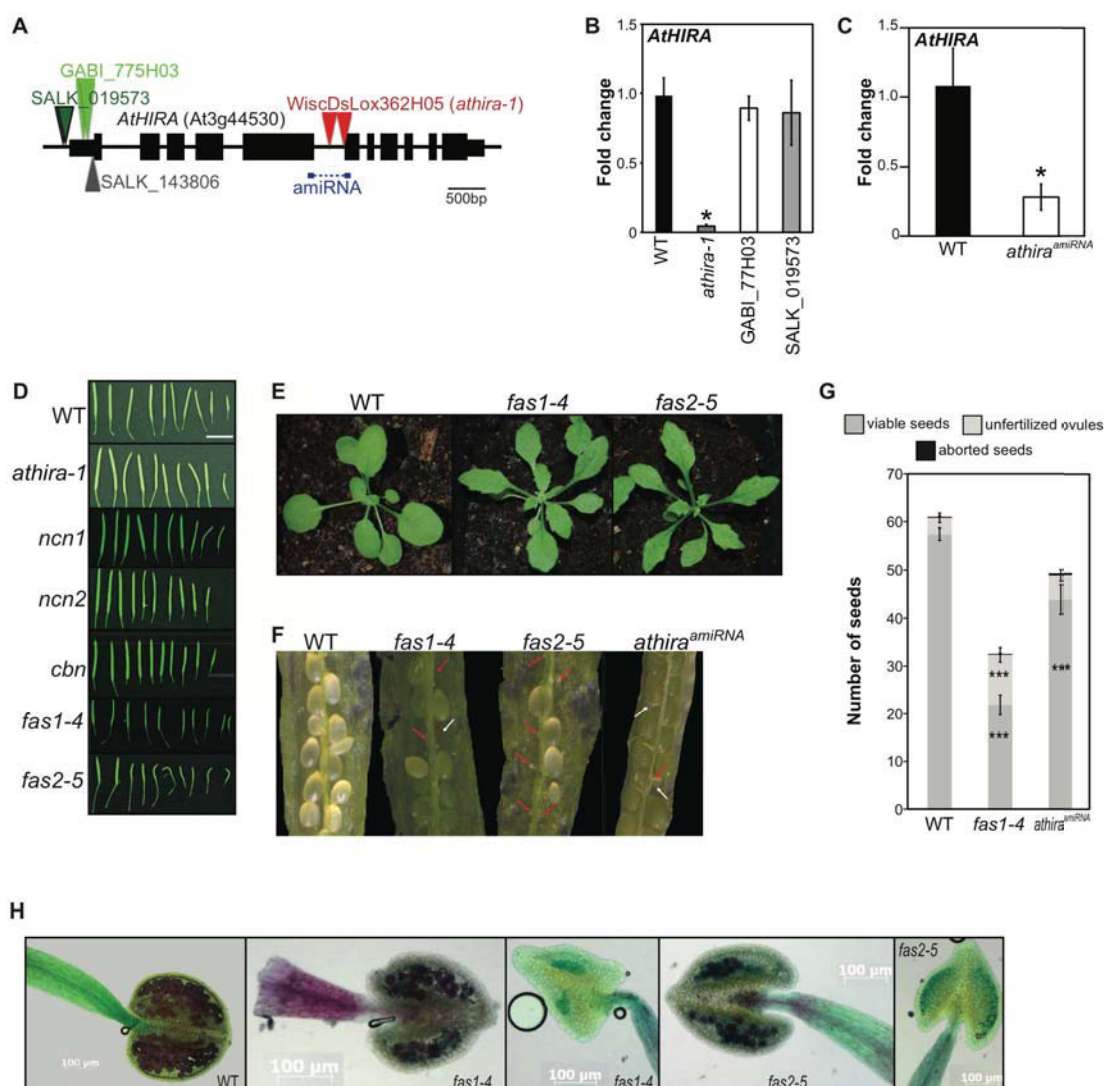 A
GABI_775H03
SALK_019573
WiscDsLox362H05 (athira-1)
AtHIRA (At3g44530)
SALK_143806
amiRNA
500bp
B
AtHIRA
Fold change
1.5
1.0
0.5
0
*
WT
athira-1
GABI_77H03
SALK_019573
C
AtHIRA
Fold change
1.5
1.0
0.5
0
*
WT
athira^amiRNA
D
WT
athira-1
ncn1
ncn2
cbn
fas1-4
fas2-5
E
WT
fas1-4
fas2-5
F
WT
fas1-4
fas2-5
athira^amiRNA
G
viable seeds
unfertilized ovules
aborted seeds
Number of seeds
70
60
50
40
30
20
10
0
***
***
***
WT
fas1-4
athira^amiRNA
H
100 µm
WT
100 µm
fas1-4
100 µm
fas1-4
100 µm
fas2-5
fas2-5
100 µm